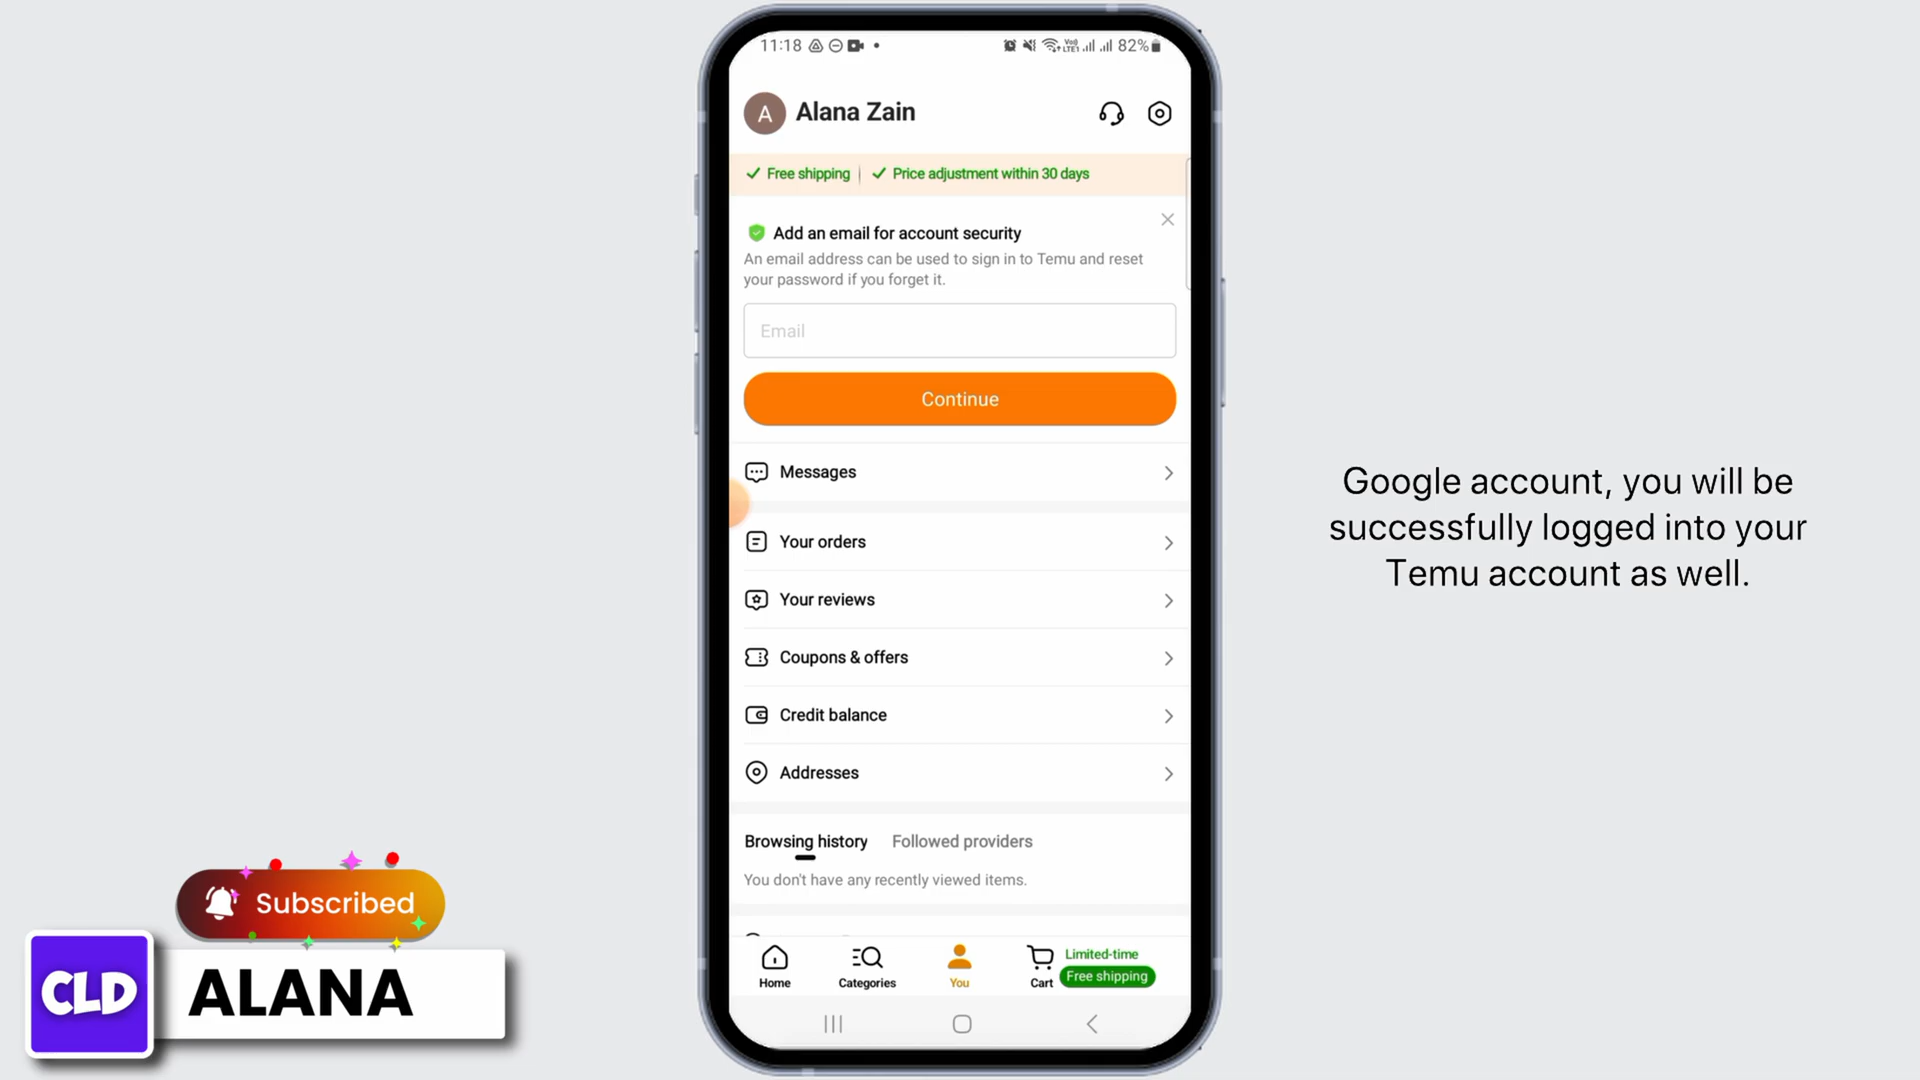 11:18
Vo)
LTE1
82%
A
Alana Zain
Free shipping
Price adjustment within 30 days
Add an email for account security
An email address can be used to sign in to Temu and reset
your password if you forget it.
Email
Continue
Messages
Your orders
Your reviews
Coupons & offers
Credit balance
Addresses
Browsing history
Followed providers
You don't have any recently viewed items.
Home
Categories
You
Cart
Limited-time
Free shipping
Google account, you will be
successfully logged into your
Temu account as well.
Subscribed
CLD
ALANA